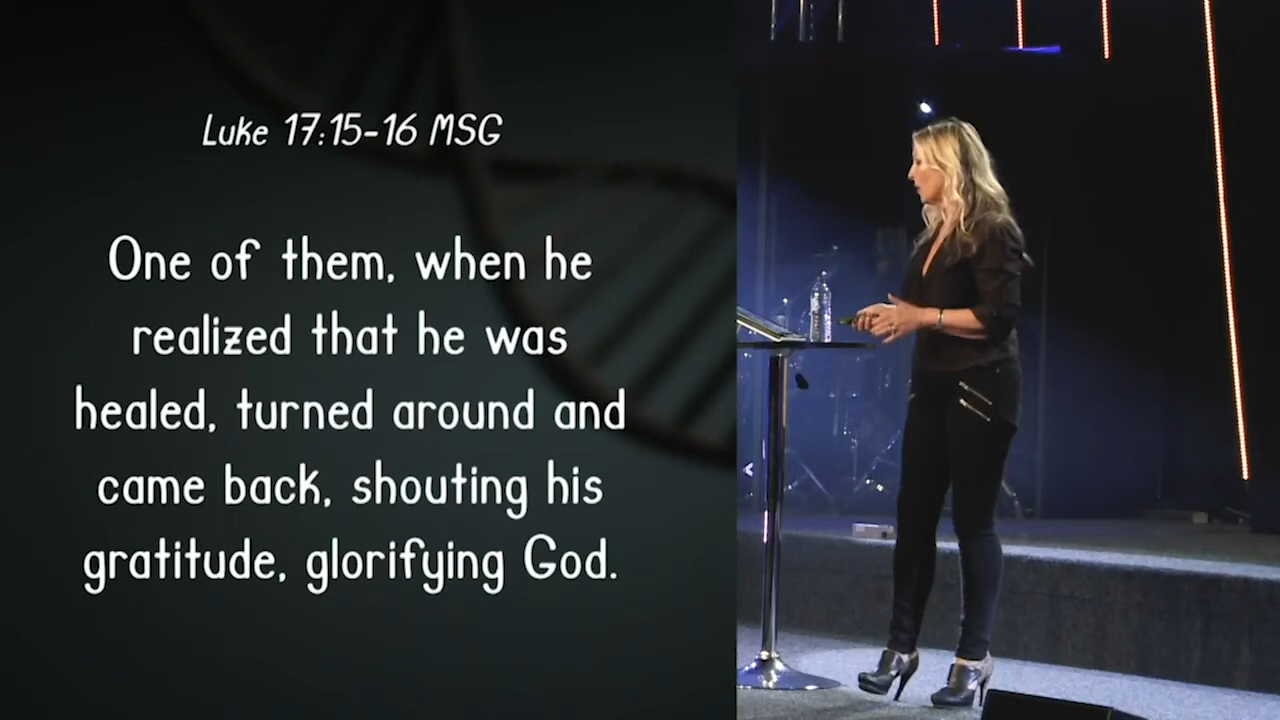 Luke 17:15-16 MSG
One of them, when he
realized that he was
healed, turned around and
came back, shouting his
gratitude, glorifying God.